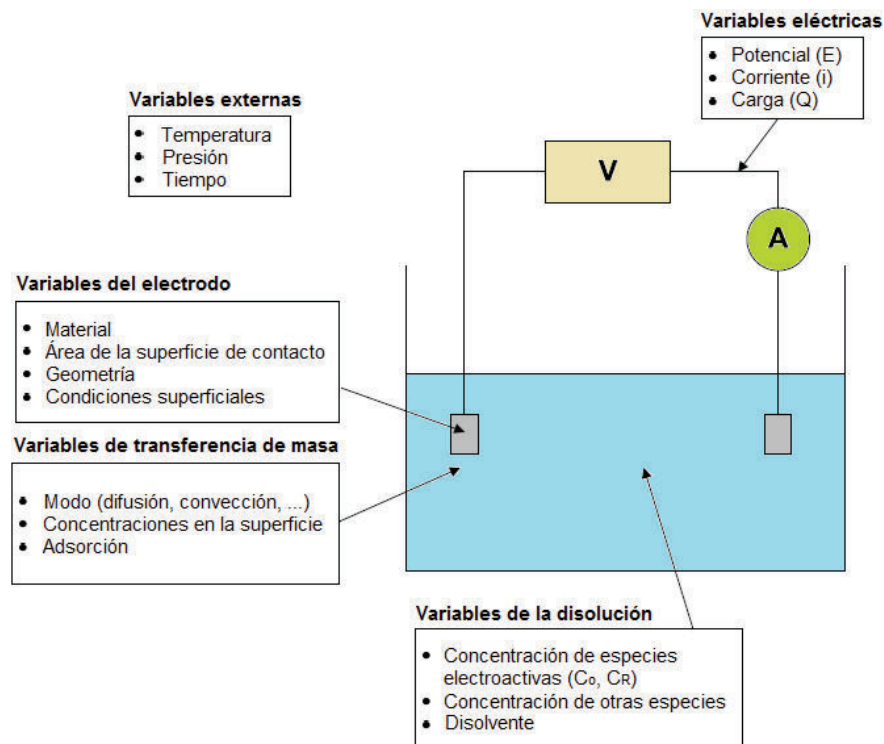 Variables eléctricas
• Potencial (E)
• Corriente (i)
• Carga (Q)
Variables externas
• Temperatura
• Presión
• Tiempo
V
A
Variables del electrodo
• Material
• Área de la superficie de contacto
• Geometría
• Condiciones superficiales
Variables de transferencia de masa
• Modo (difusión, convección, ...)
• Concentraciones en la superficie
• Adsorción
Variables de la disolución
• Concentración de especies
electroactivas (Co, CR)
• Concentración de otras especies
• Disolvente